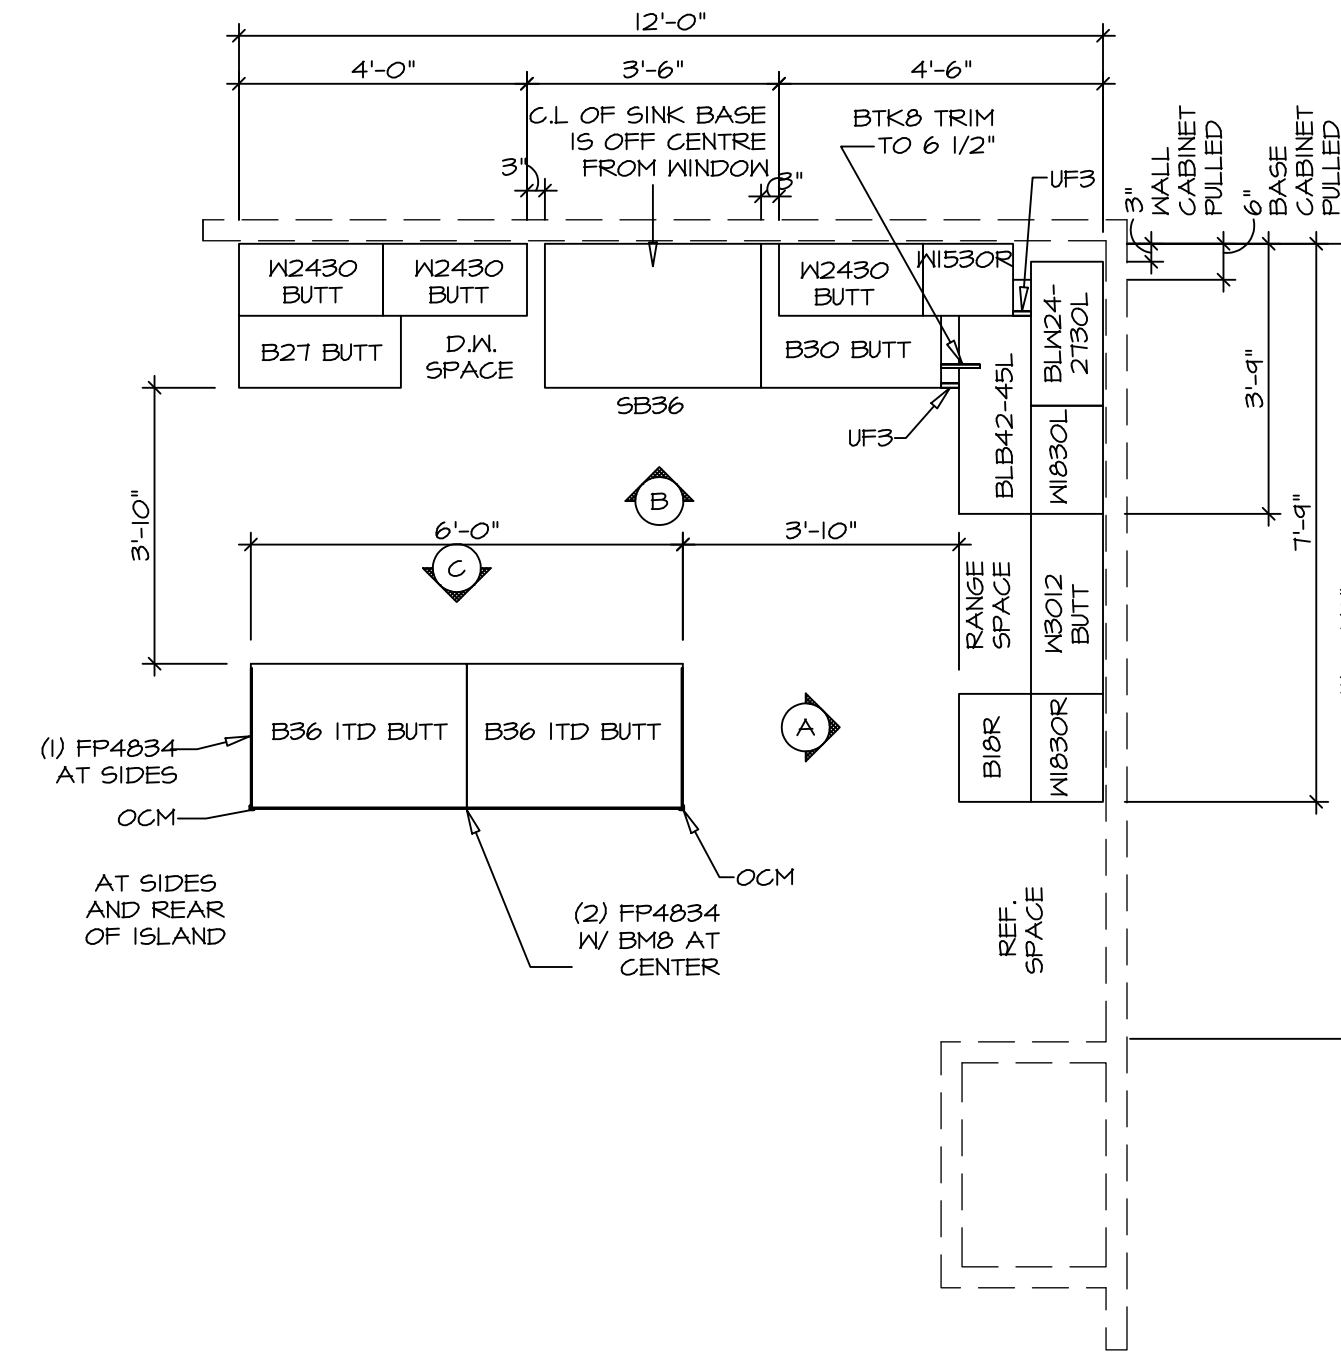 12'-0"
4'-0"
3'-6"
4'-6"
C.L OF SINK BASE
IS OFF CENTRE
FROM WINDOW
3"
3"
BTK8 TRIM
TO 6 1/2"
UF3
3"
WALL
CABINET
PULLED
6"
BASE
CABINET
PULLED
W2430
BUTT
W2430
BUTT
W2430
BUTT
W1530R
B27 BUTT
D.W.
SPACE
B30 BUTT
SB36
UF3
BLB42-45L
BLW24-
2730L
W1830L
3'-9"
7'-9"
3'-10"
B
6'-0"
3'-10"
C
RANGE
SPACE
W3012
BUTT
B36 1TD BUTT
B36 1TD BUTT
A
B18R
W1830R
(1) FP4834
AT SIDES
OCM
OCM
AT SIDES
AND REAR
OF ISLAND
(2) FP4834
W/ BM8 AT
CENTER
REF.
SPACE